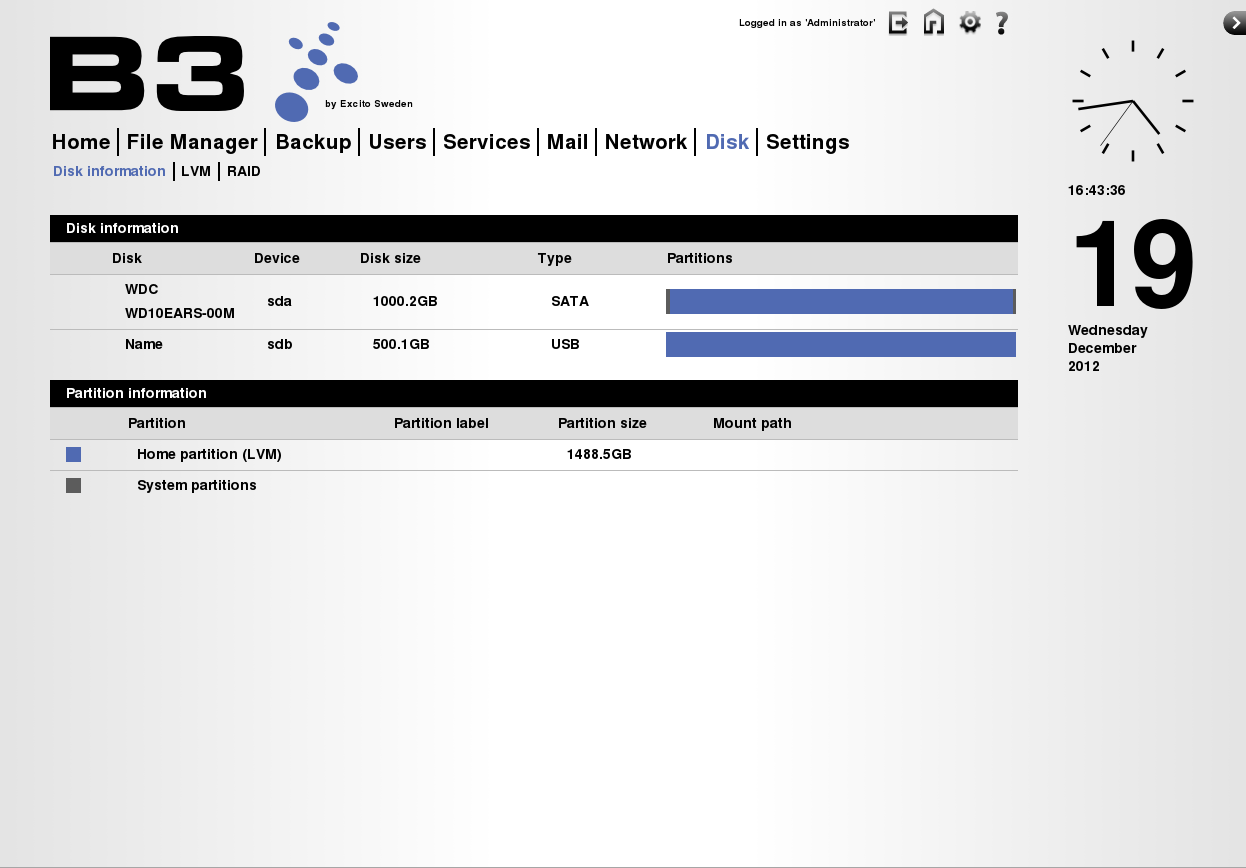 Logged in as 'Administrator'
B3
by Excito Sweden
Home File Manager Backup Users Services Mail Network Disk Settings
Disk information LVM RAID
16:43:36
19
Wednesday
December
2012
Disk information
Disk Device Disk size Type Partitions
WDC
WD10EARS-00M sda 1000.2GB SATA
Name sdb 500.1GB USB
Partition information
Partition Partition label Partition size Mount path
Home partition (LVM) 1488.5GB
System partitions